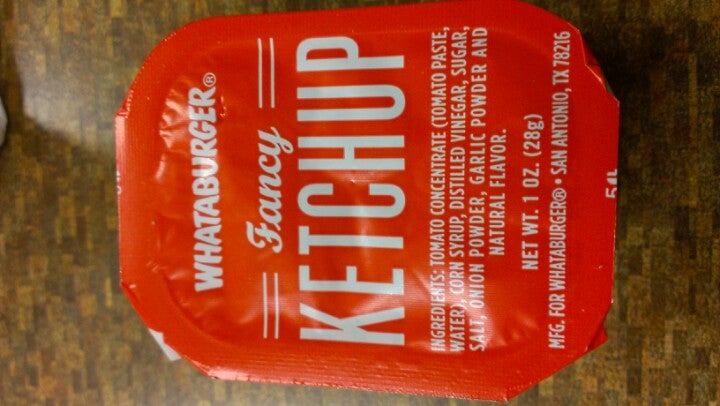 WHATABURGER®
Fancy
KETCHUP
INGREDIENTS: TOMATO CONCENTRATE (TOMATO PASTE,
WATER), CORN SYRUP, DISTILLED VINEGAR, SUGAR,
SALT, ONION POWDER, GARLIC POWDER AND
NATURAL FLAVOR.
NET WT. 1 OZ. (28g)
MFG. FOR WHATABURGER® • SAN ANTONIO, TX 78216